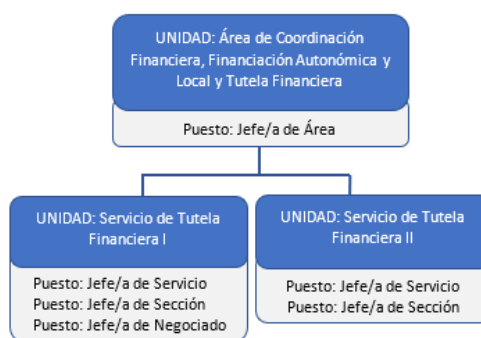 UNIDAD: Área de Coordinación
Financiera, Financiación Autonómica y
Local y Tutela Financiera
Puesto: Jefe/a de Área
UNIDAD: Servicio de Tutela
Financiera I
Puesto: Jefe/a de Servicio
Puesto: Jefe/a de Sección
Puesto: Jefe/a de Negociado
UNIDAD: Servicio de Tutela
Financiera II
Puesto: Jefe/a de Servicio
Puesto: Jefe/a de Sección